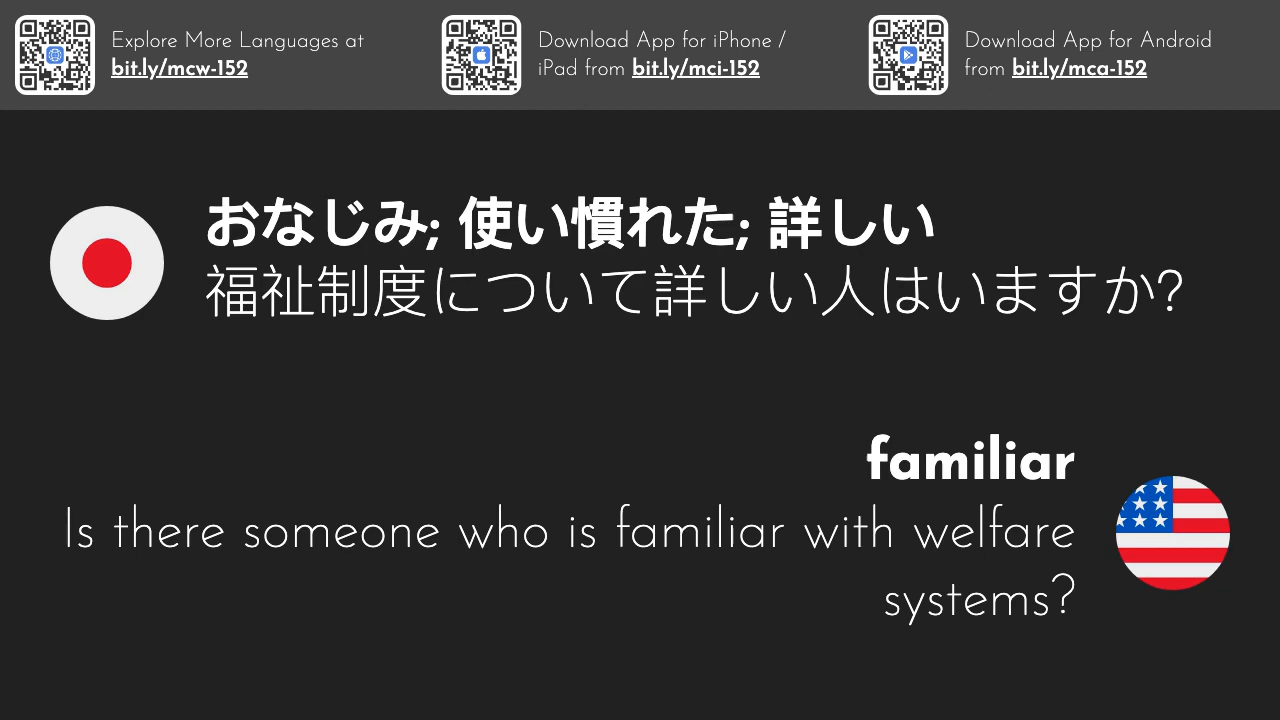 Explore More Languages at
bit.ly/mcw-152
Download App for iPhone /
iPad from bit.ly/mci-152
Download App for Android
from bit.ly/mca-152
おなじみ; 使い慣れた; 詳しい
福祉制度について詳しい人はいますか?
familiar
Is there someone who is familiar with welfare
systems?